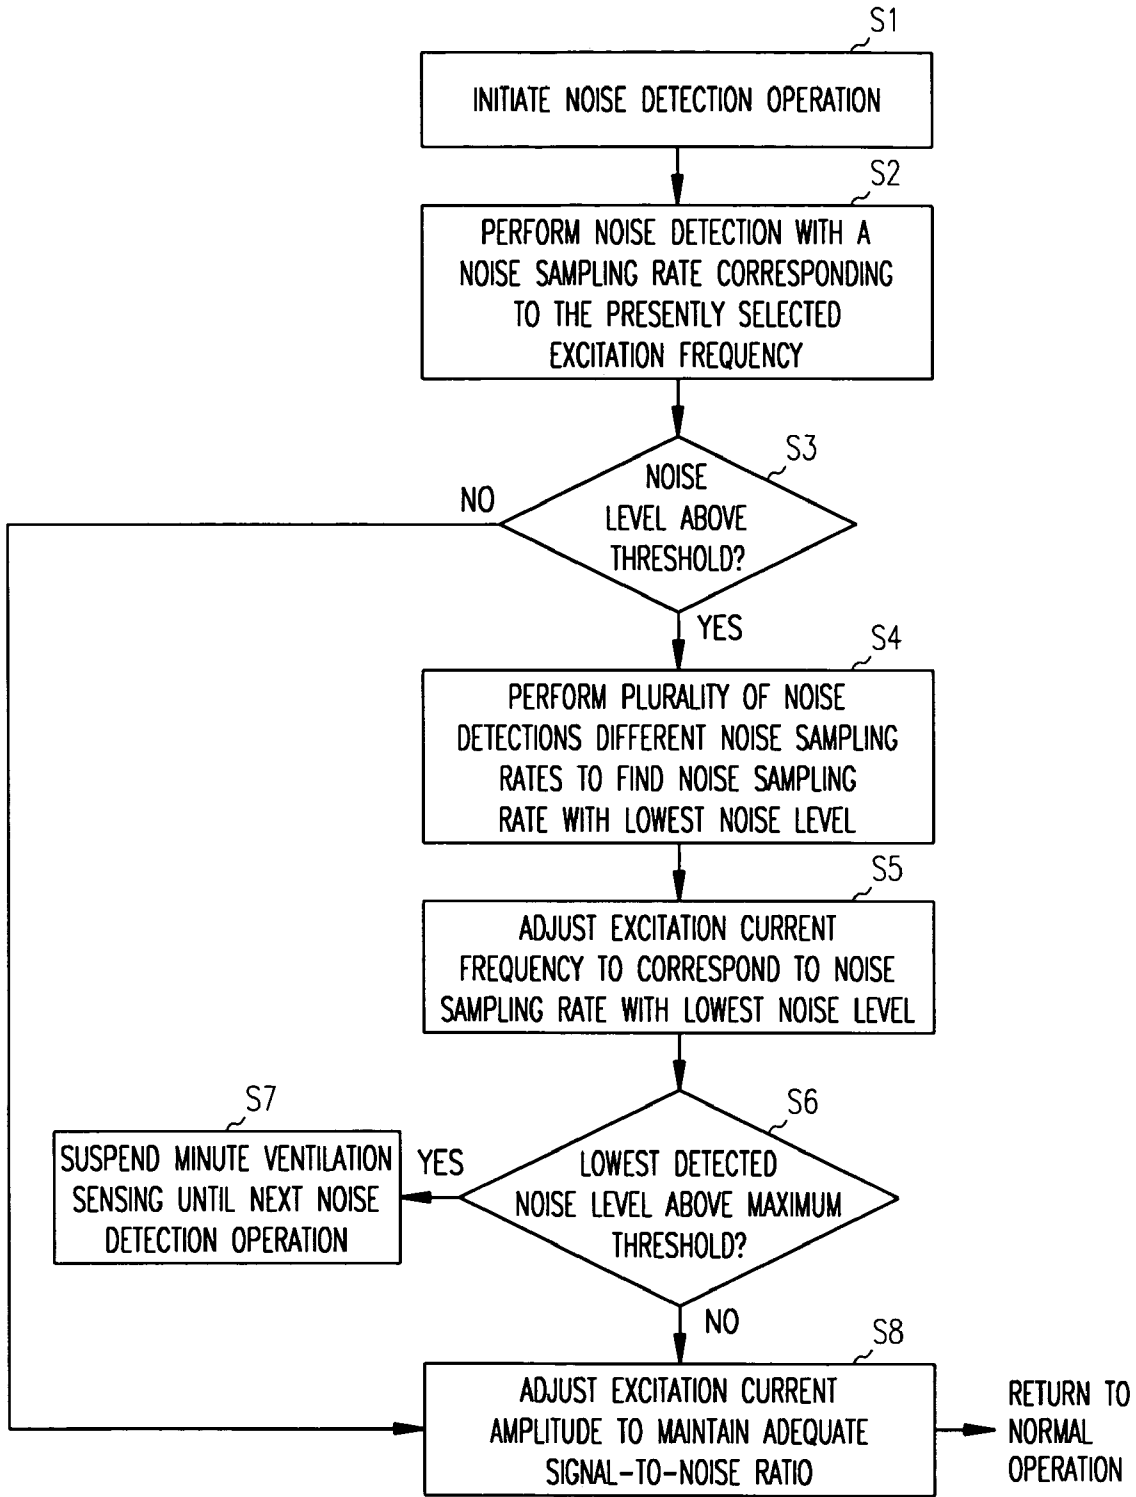 S1
INITIATE NOISE DETECTION OPERATION
S2
PERFORM NOISE DETECTION WITH A
NOISE SAMPLING RATE CORRESPONDING
TO THE PRESENTLY SELECTED
EXCITATION FREQUENCY
S3
NOISE
LEVEL ABOVE
THRESHOLD?
NO
YES
S4
PERFORM PLURALITY OF NOISE
DETECTIONS DIFFERENT NOISE SAMPLING
RATES TO FIND NOISE SAMPLING
RATE WITH LOWEST NOISE LEVEL
S5
ADJUST EXCITATION CURRENT
FREQUENCY TO CORRESPOND TO NOISE
SAMPLING RATE WITH LOWEST NOISE LEVEL
S6
LOWEST DETECTED
NOISE LEVEL ABOVE MAXIMUM
THRESHOLD?
YES
S7
SUSPEND MINUTE VENTILATION
SENSING UNTIL NEXT NOISE
DETECTION OPERATION
NO
S8
ADJUST EXCITATION CURRENT
AMPLITUDE TO MAINTAIN ADEQUATE
SIGNAL-TO-NOISE RATIO
RETURN TO
NORMAL
OPERATION